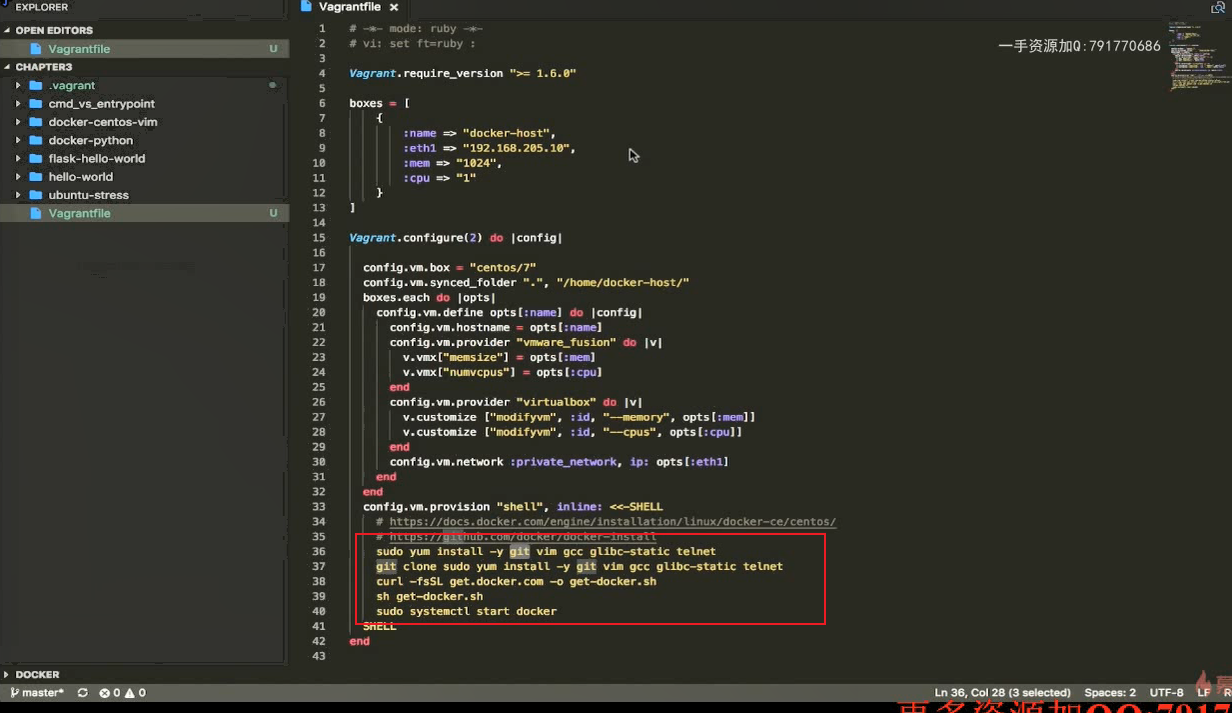 EXPLORER
OPEN EDITORS
Vagrantfile U
CHAPTER3
.vagrant
cmd_vs_entrypoint
docker-centos-vim
docker-python
flask-hello-world
hello-world
ubuntu-stress
Vagrantfile U
DOCKER
Vagrantfile ×
一手资源加Q:791770686
1 # -*- mode: ruby -*-
2 # vi: set ft=ruby :
3
4 Vagrant.require_version ">= 1.6.0"
5
6 boxes = [
7 {
8 :name => "docker-host",
9 :eth1 => "192.168.205.10",
10 :mem => "1024",
11 :cpu => "1"
12 }
13 ]
14
15 Vagrant.configure(2) do |config|
16
17 config.vm.box = "centos/7"
18 config.vm.synced_folder ".", "/home/docker-host/"
19 boxes.each do |opts|
20 config.vm.define opts[:name] do |config|
21 config.vm.hostname = opts[:name]
22 config.vm.provider "vmware_fusion" do |v|
23 v.vmx["memsize"] = opts[:mem]
24 v.vmx["numvcpus"] = opts[:cpu]
25 end
26 config.vm.provider "virtualbox" do |v|
27 v.customize ["modifyvm", :id, "--memory", opts[:mem]]
28 v.customize ["modifyvm", :id, "--cpus", opts[:cpu]]
29 end
30 config.vm.network :private_network, ip: opts[:eth1]
31 end
32 end
33 config.vm.provision "shell", inline: <<-SHELL
34 # https://docs.docker.com/engine/installation/linux/docker-ce/centos/
35 # https://github.com/docker/docker-install
36 sudo yum install -y git vim gcc glibc-static telnet
37 git clone sudo yum install -y git vim gcc glibc-static telnet
38 curl -fsSL get.docker.com -o get-docker.sh
39 sh get-docker.sh
40 sudo systemctl start docker
41 SHELL
42 end
43
master* 0 0 Ln 36, Col 28 (3 selected) Spaces: 2 UTF-8 LF
更多资源加QQ:7917